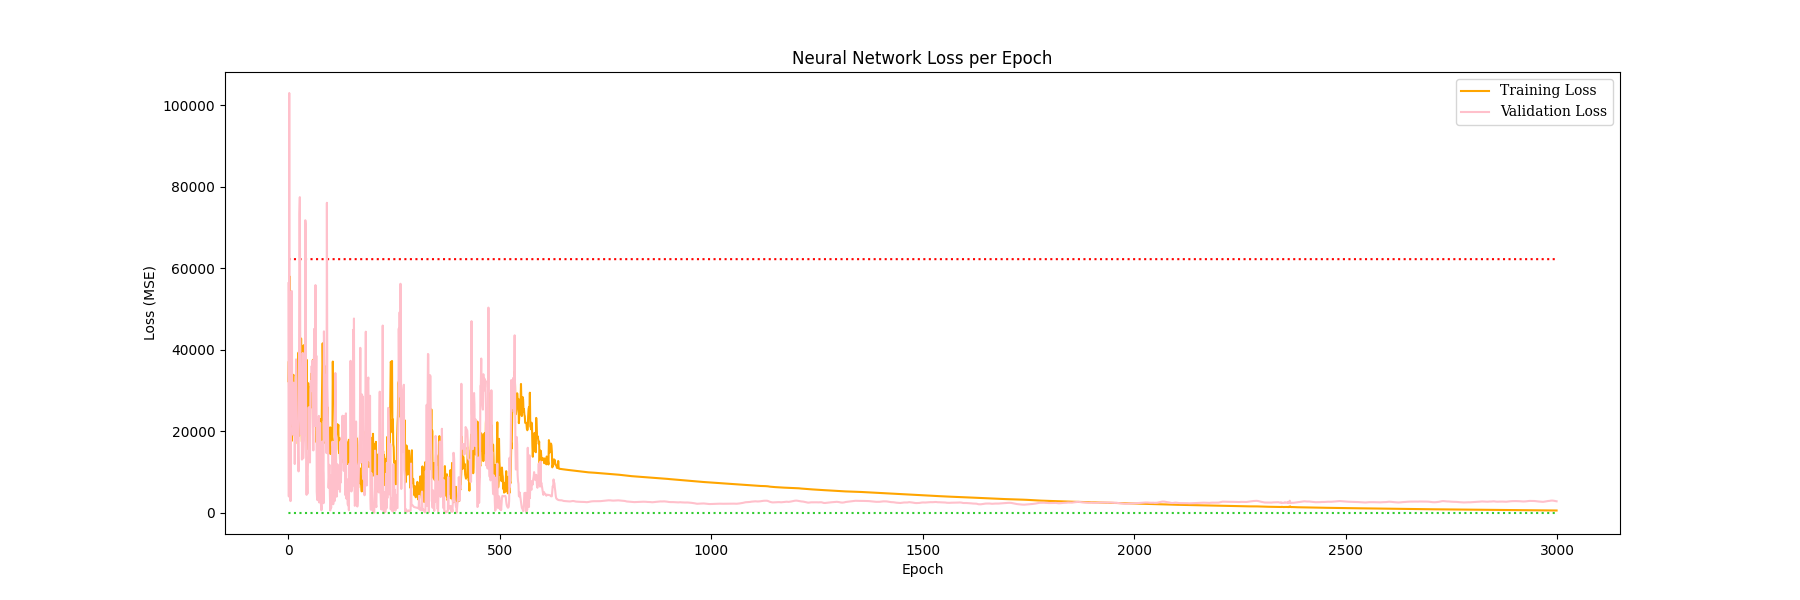 Neural Network Loss per Epoch
Training Loss
Validation Loss
Loss (MSE)
100000
80000
60000
40000
20000
0
0 500 1000 1500 2000 2500 3000
Epoch